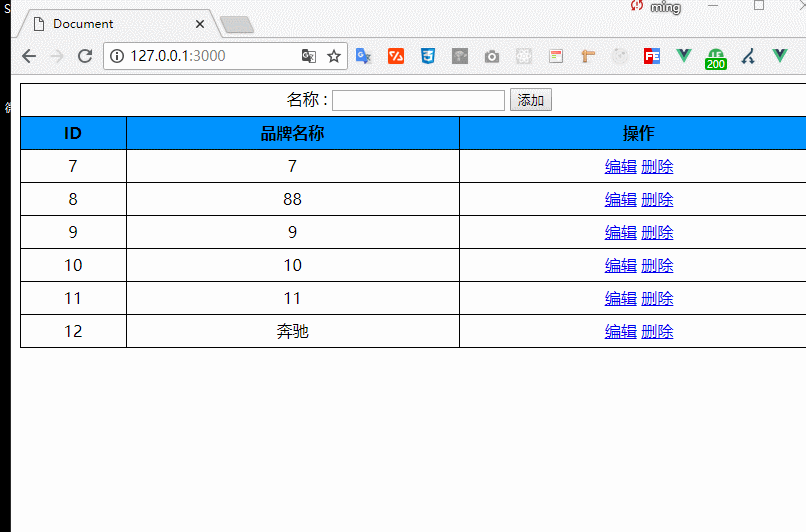 ming
Document
127.0.0.1:3000
FE
200
名称 : 添加
ID 品牌名称 操作
7 7 编辑 删除
8 88 编辑 删除
9 9 编辑 删除
10 10 编辑 删除
11 11 编辑 删除
12 奔驰 编辑 删除